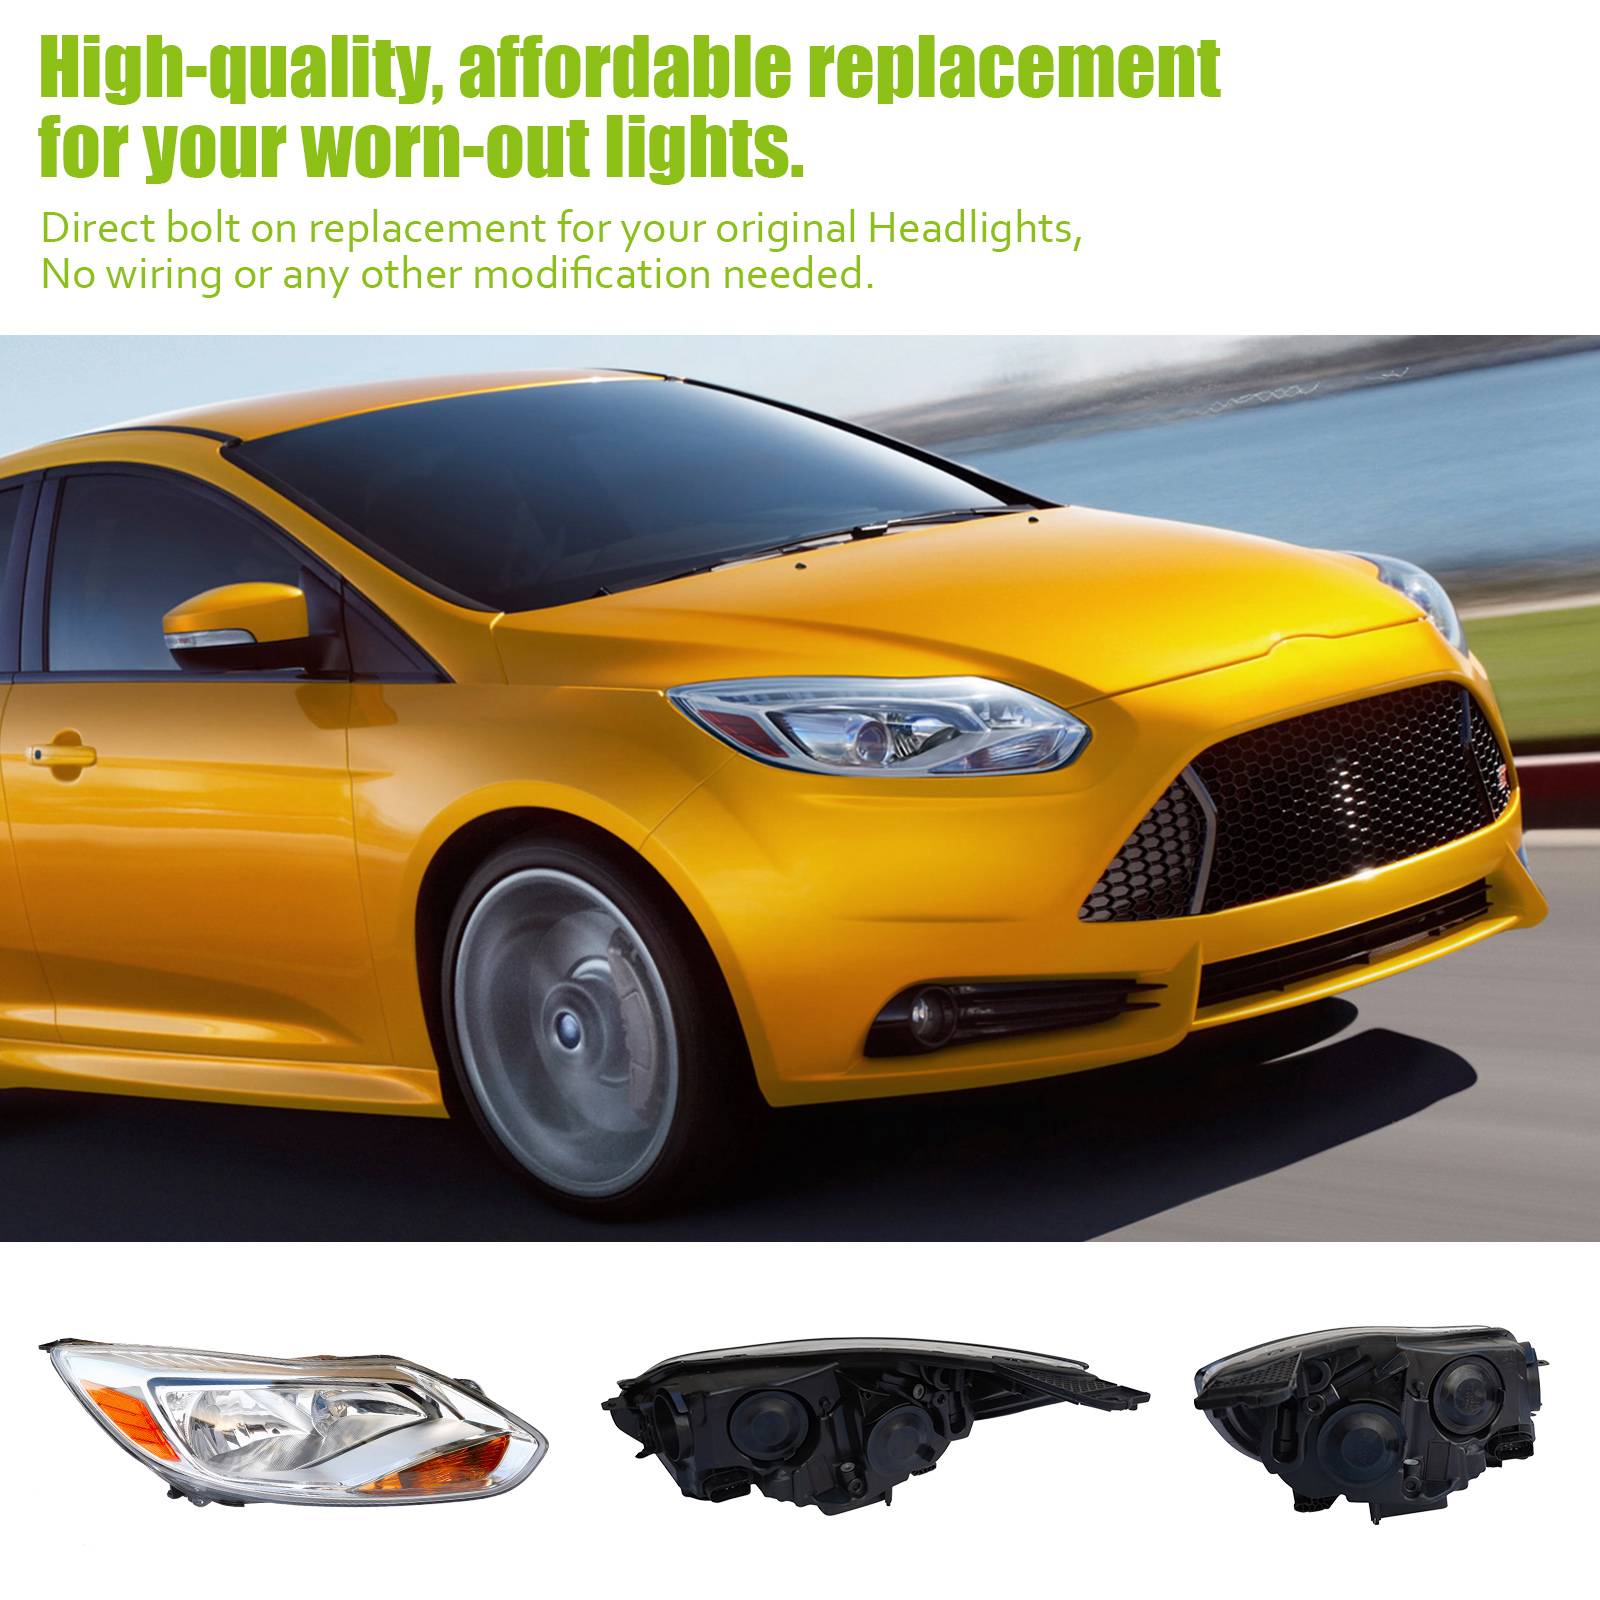 High-quality, affordable replacement
for your worn-out lights.
Direct bolt on replacement for your original Headlights,
No wiring or any other modification needed.